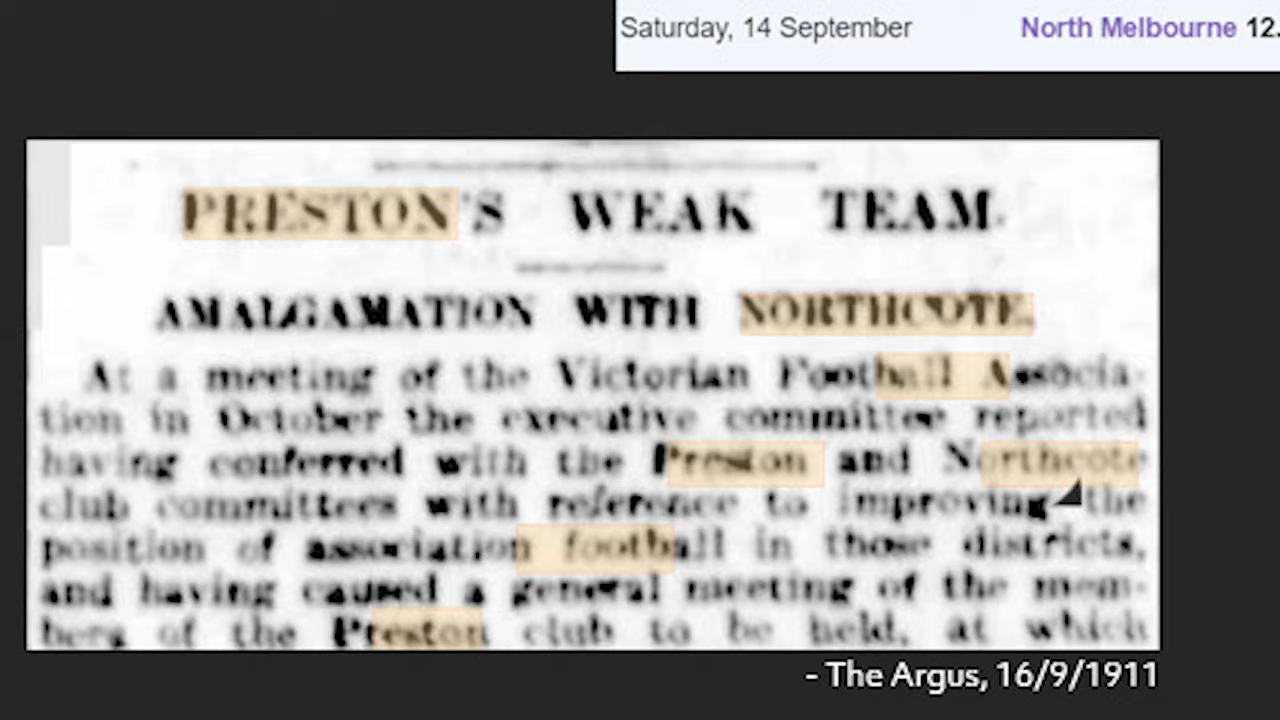 Saturday, 14 September North Melbourne 12.
PRESTON'S WEAK TEAM.
AMALGAMATION WITH NORTHCOTE.
At a meeting of the Victorian Football Associa-
tion in October the executive committee reported
having conferred with the Preston and Northcote
club committees with reference to improving the
position of association football in those districts,
and having caused a general meeting of the mem-
bers of the Preston club to be held, at which
- The Argus, 16/9/1911